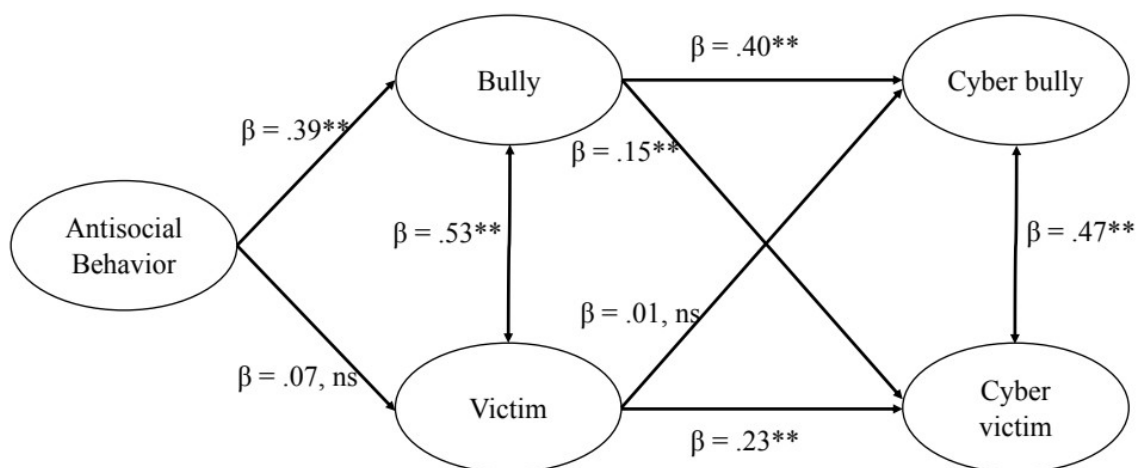 β = .40**
Bully
Cyber bully
β = .39**
β = .15**
Antisocial
Behavior
β = .53**
β = .47**
β = .01, ns
β = .07, ns
Victim
Cyber
victim
β = .23**